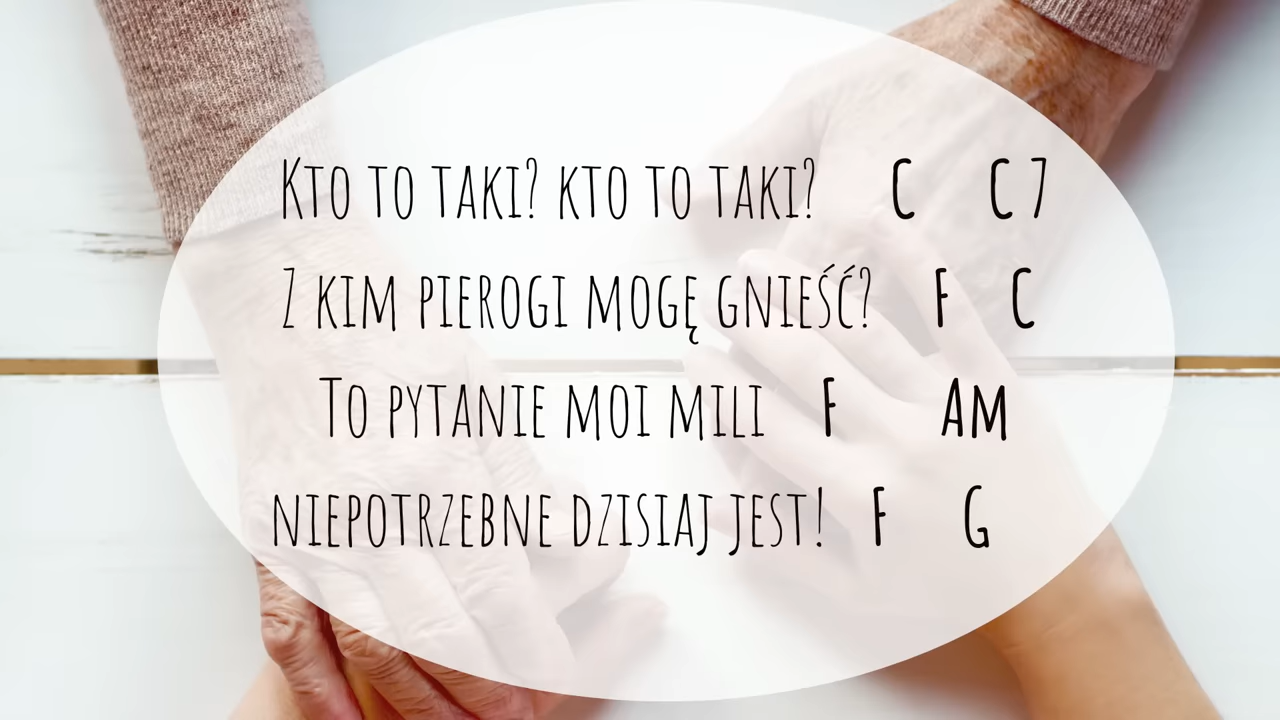 Kto to taki? kto to taki? C C7
Z kim pierogi mogę gnieść? F C
To pytanie moi mili F Am
niepotrzebne dzisiaj jest! F G